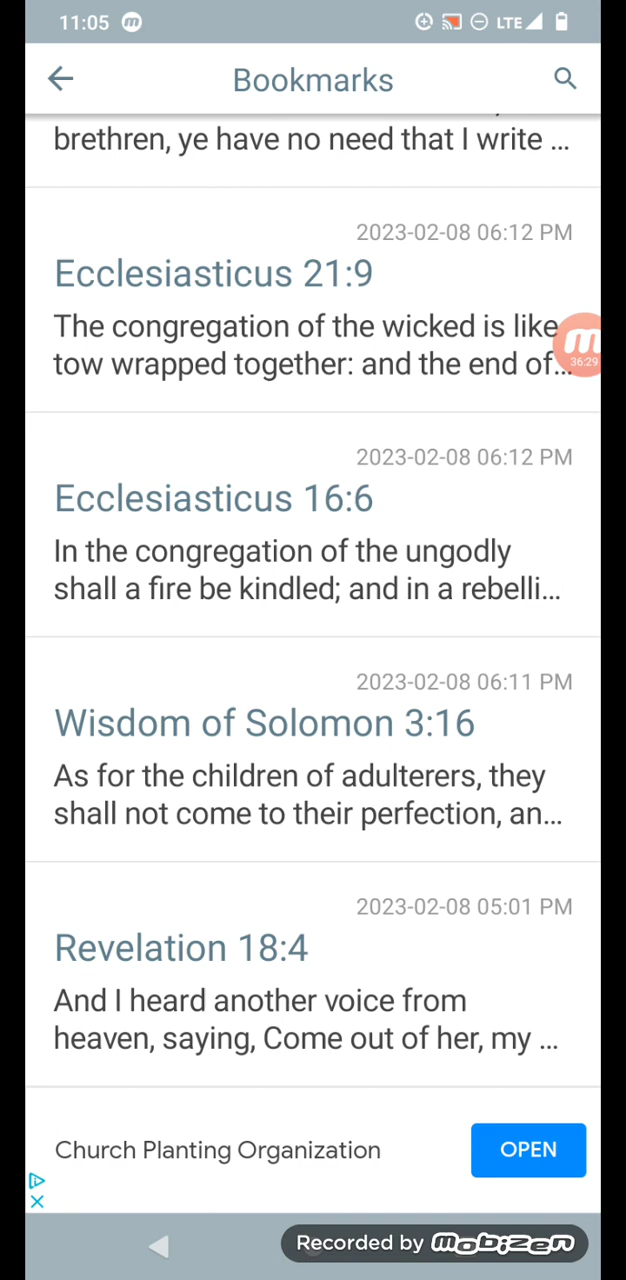 11:05 m LTE
Bookmarks
brethren, ye have no need that I write ...
2023-02-08 06:12 PM
Ecclesiasticus 21:9
The congregation of the wicked is like
tow wrapped together: and the end of...
m
36:29
2023-02-08 06:12 PM
Ecclesiasticus 16:6
In the congregation of the ungodly
shall a fire be kindled; and in a rebelli...
2023-02-08 06:11 PM
Wisdom of Solomon 3:16
As for the children of adulterers, they
shall not come to their perfection, an...
2023-02-08 05:01 PM
Revelation 18:4
And I heard another voice from
heaven, saying, Come out of her, my ...
Church Planting Organization
OPEN
Recorded by mobizen